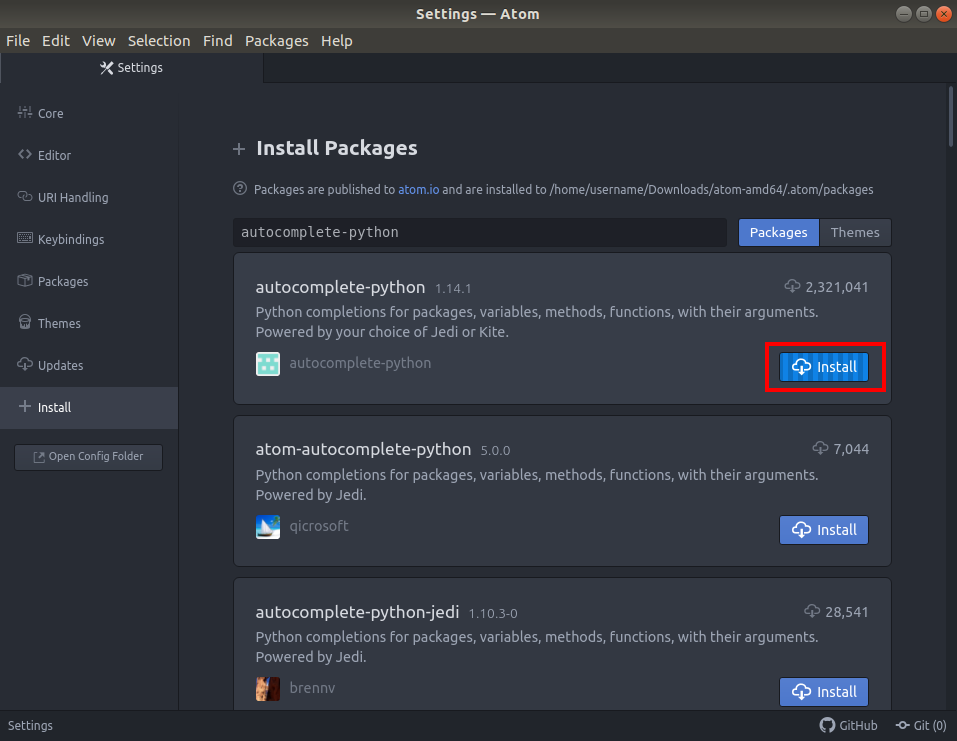 Settings — Atom
File Edit View Selection Find Packages Help
Settings
Core
Editor
URI Handling
Keybindings
Packages
Themes
Updates
Install
Open Config Folder
Install Packages
Packages are published to atom.io and are installed to /home/username/Downloads/atom-amd64/.atom/packages
autocomplete-python
Packages Themes
autocomplete-python 1.14.1 2,321,041
Python completions for packages, variables, methods, functions, with their arguments.
Powered by your choice of Jedi or Kite.
autocomplete-python
Install
atom-autocomplete-python 5.0.0 7,044
Python completions for packages, variables, methods, functions, with their arguments.
Powered by Jedi.
qicrosoft
Install
autocomplete-python-jedi 1.10.3-0 28,541
Python completions for packages, variables, methods, functions, with their arguments.
Powered by Jedi.
brennv
Install
Settings GitHub Git (0)